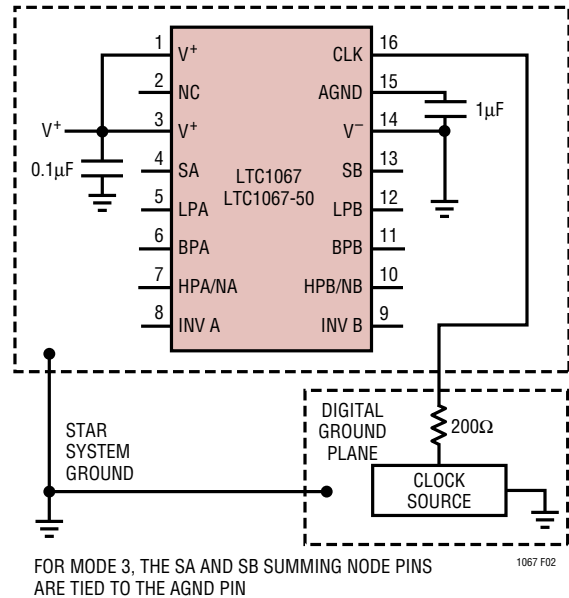 1
V+
CLK
16
2
NC
AGND
15
1µF
V+
3
V+
V−
14
0.1µF
4
SA
LTC1067
LTC1067-50
SB
13
5
LPA
LPB
12
6
BPA
BPB
11
7
HPA/NA
HPB/NB
10
8
INV A
INV B
9
STAR
SYSTEM
GROUND
DIGITAL
GROUND
PLANE
200Ω
CLOCK
SOURCE
FOR MODE 3, THE SA AND SB SUMMING NODE PINS
ARE TIED TO THE AGND PIN
1067 F02